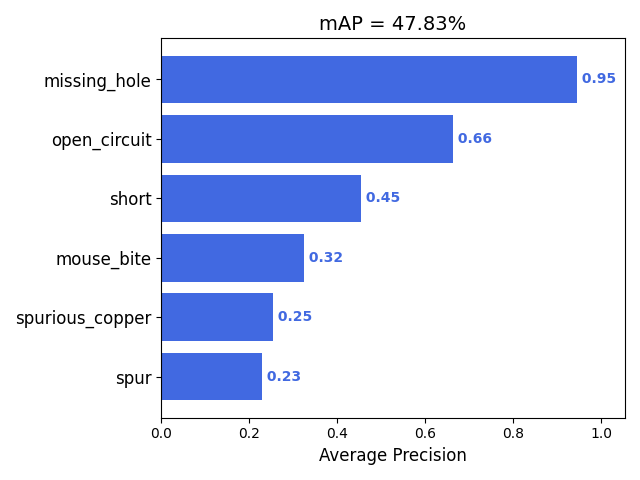 mAP = 47.83%
missing_hole 0.95
open_circuit 0.66
short 0.45
mouse_bite 0.32
spurious_copper 0.25
spur 0.23
0.0 0.2 0.4 0.6 0.8 1.0
Average Precision